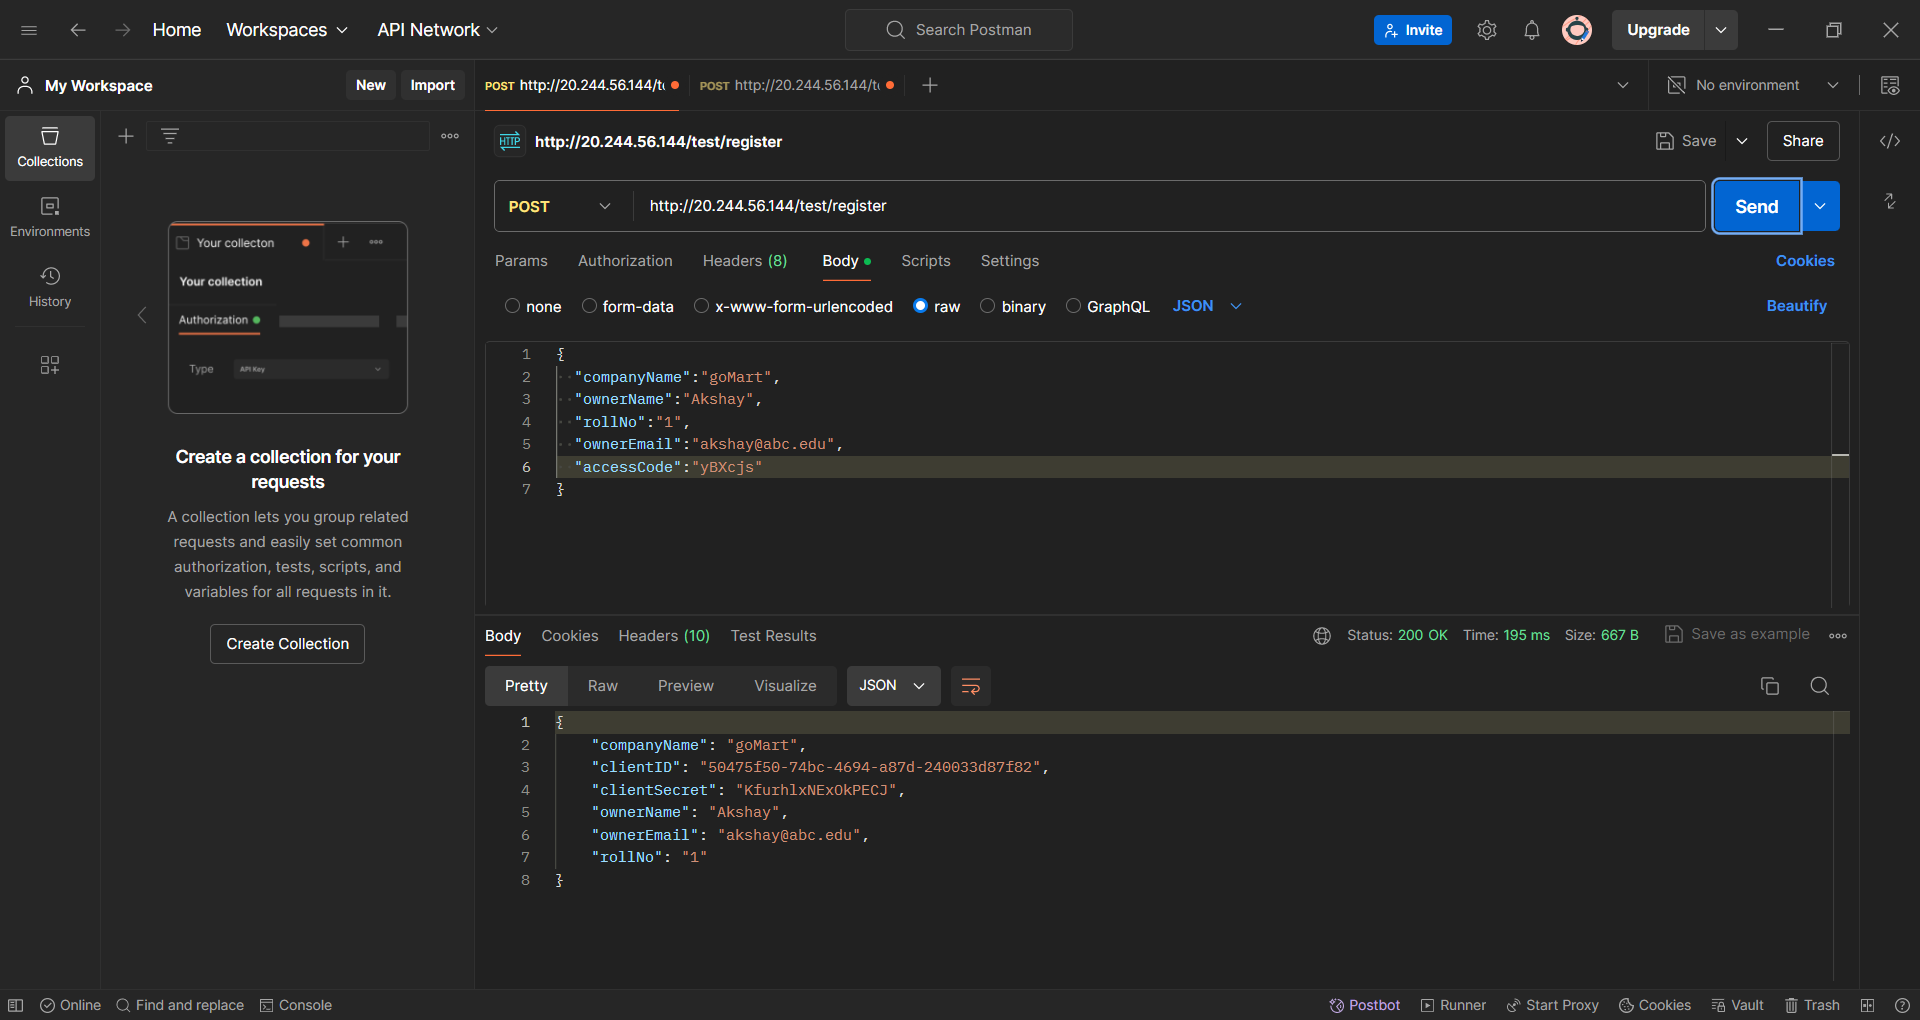 Home
Workspaces
API Network
Search Postman
Invite
Upgrade
My Workspace
New
Import
POST http://20.244.56.144/t
POST http://20.244.56.144/t
No environment
Collections
Environments
History
Your collecton
Your collection
Authorization
Type
API Key
Create a collection for your
requests
A collection lets you group related
requests and easily set common
authorization, tests, scripts, and
variables for all requests in it.
Create Collection
HTTP
http://20.244.56.144/test/register
Save
Share
POST
http://20.244.56.144/test/register
Send
Params
Authorization
Headers (8)
Body
Scripts
Settings
Cookies
none
form-data
x-www-form-urlencoded
raw
binary
GraphQL
JSON
Beautify
1 {
2 "companyName":"goMart",
3 "ownerName":"Akshay",
4 "rollNo":"1",
5 "ownerEmail":"akshay@abc.edu",
6 "accessCode":"yBXcjs"
7 }
Body
Cookies
Headers (10)
Test Results
Status: 200 OK
Time: 195 ms
Size: 667 B
Save as example
Pretty
Raw
Preview
Visualize
JSON
1 {
2 "companyName": "goMart",
3 "clientID": "50475f50-74bc-4694-a87d-240033d87f82",
4 "clientSecret": "KfurhlxNExOkPECJ",
5 "ownerName": "Akshay",
6 "ownerEmail": "akshay@abc.edu",
7 "rollNo": "1"
8 }
Online
Find and replace
Console
Postbot
Runner
Start Proxy
Cookies
Vault
Trash